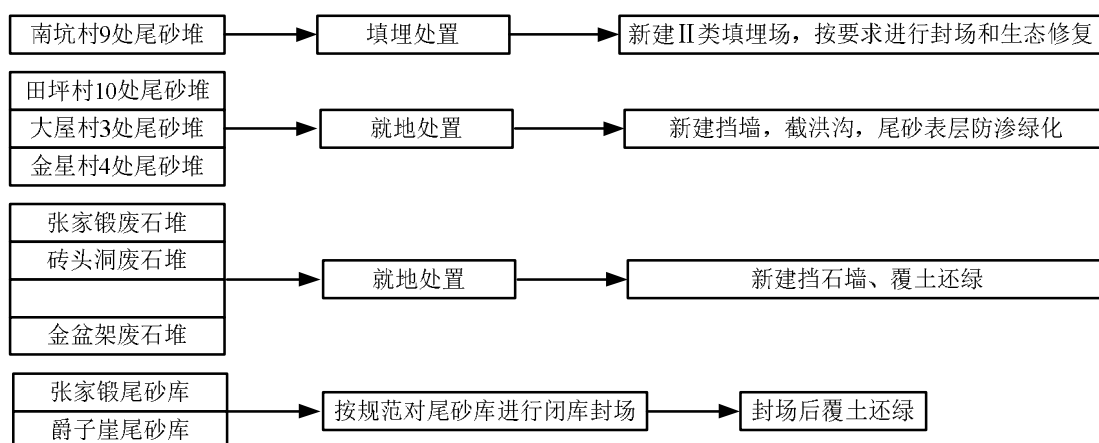 南坑村9处尾砂堆
填埋处置
新建Ⅱ类填埋场，按要求进行封场和生态修复
田坪村10处尾砂堆
大屋村3处尾砂堆
金星村4处尾砂堆
就地处置
新建挡墙，截洪沟，尾砂表层防渗绿化
张家锻废石堆
砖头洞废石堆
金盆架废石堆
就地处置
新建挡石墙、覆土还绿
张家锻尾砂库
爵子崖尾砂库
按规范对尾砂库进行闭库封场
封场后覆土还绿